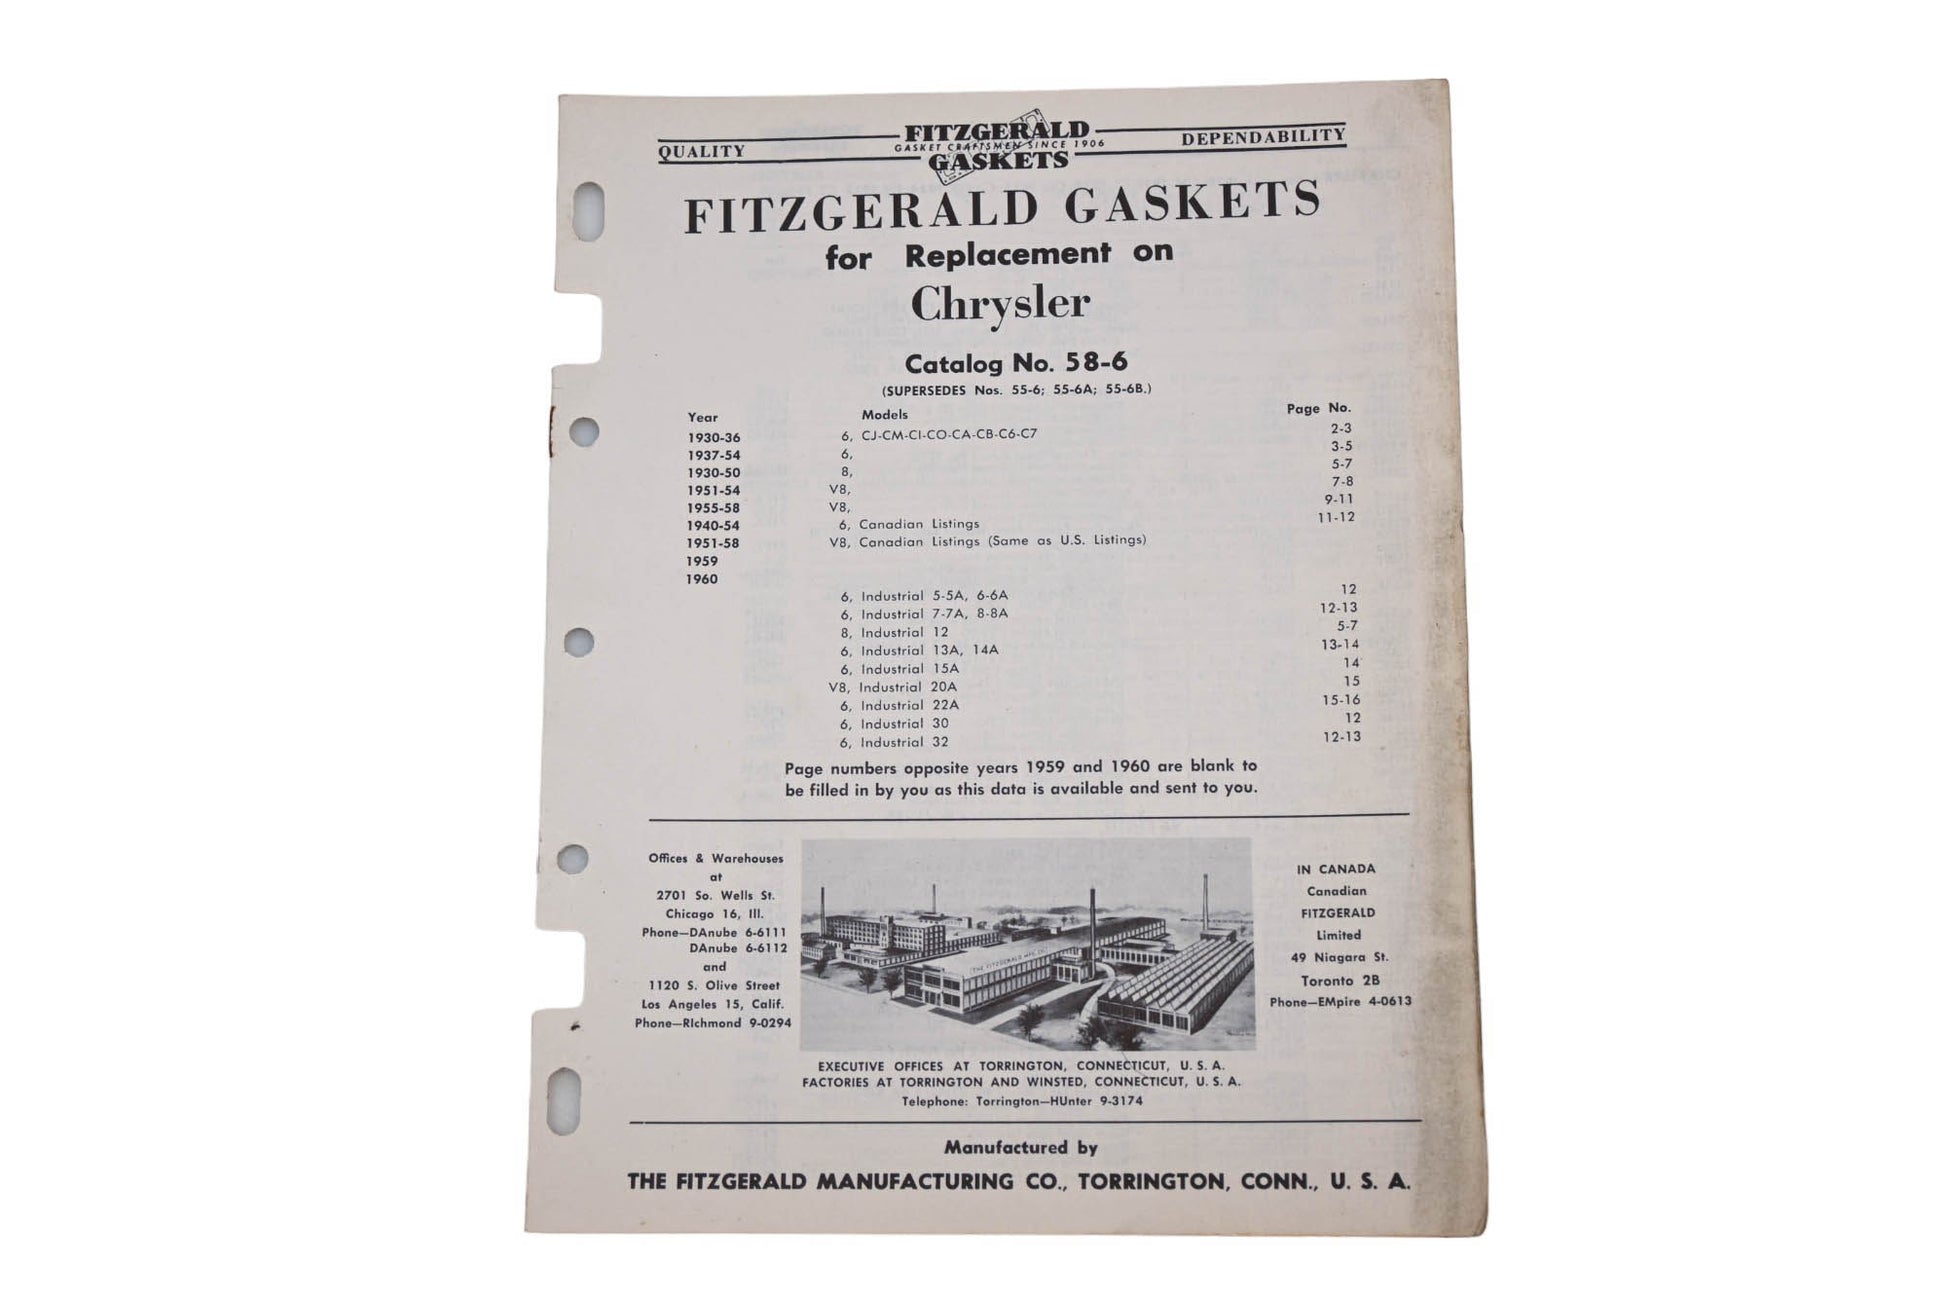 QUALITY FITZGERALD DEPENDABILITY
GASKET CRAFTSMEN SINCE 1906
GASKETS
FITZGERALD GASKETS
for Replacement on
Chrysler
Catalog No. 58-6
(SUPERSEDES Nos. 55-6; 55-6A; 55-6B.)
Year Models Page No.
1930-36 6, CJ-CM-CI-CO-CA-CB-C6-C7 2-3
1937-54 6, 3-5
1930-50 8, 5-7
1951-54 V8, 7-8
1955-58 V8, 9-11
1940-54 6, Canadian Listings 11-12
1951-58 V8, Canadian Listings (Same as U.S. Listings)
1959
1960
6, Industrial 5-5A, 6-6A 12
6, Industrial 7-7A, 8-8A 12-13
8, Industrial 12 5-7
6, Industrial 13A, 14A 13-14
6, Industrial 15A 14
V8, Industrial 20A 15
6, Industrial 22A 15-16
6, Industrial 30 12
6, Industrial 32 12-13
Page numbers opposite years 1959 and 1960 are blank to
be filled in by you as this data is available and sent to you.
Offices & Warehouses
at
2701 So. Wells St.
Chicago 16, Ill.
Phone—DAnube 6-6111
DAnube 6-6112
and
1120 S. Olive Street
Los Angeles 15, Calif.
Phone—RIchmond 9-0294
THE FITZGERALD MFG. CO.
IN CANADA
Canadian
FITZGERALD
Limited
49 Niagara St.
Toronto 2B
Phone—EMpire 4-0613
EXECUTIVE OFFICES AT TORRINGTON, CONNECTICUT, U. S. A.
FACTORIES AT TORRINGTON AND WINSTED, CONNECTICUT, U. S. A.
Telephone: Torrington—HUnter 9-3174
Manufactured by
THE FITZGERALD MANUFACTURING CO., TORRINGTON, CONN., U. S. A.